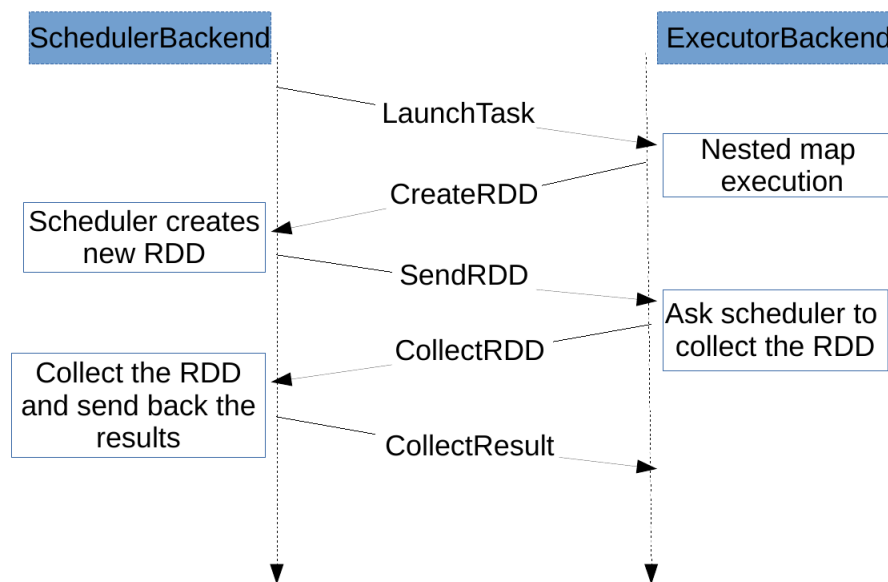 SchedulerBackend
ExecutorBackend
LaunchTask
Nested map
execution
CreateRDD
Scheduler creates
new RDD
SendRDD
Ask scheduler to
collect the RDD
CollectRDD
Collect the RDD
and send back the
results
CollectResult